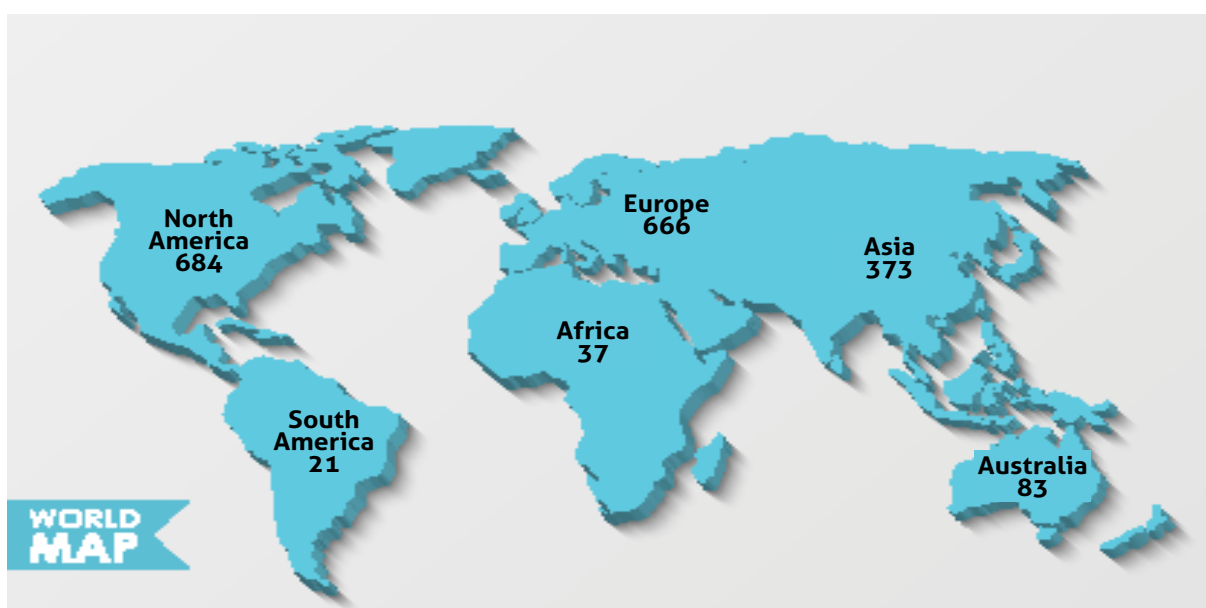 North
America
684
Europe
666
Asia
373
Africa
37
South
America
21
Australia
83
WORLD
MAP